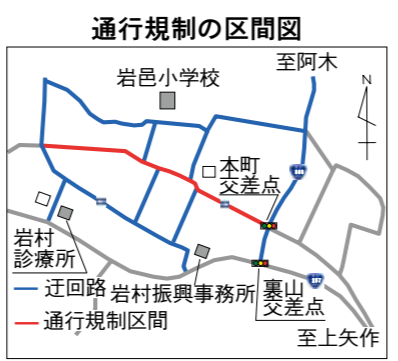 通行規制の区間図
至阿木
岩邑小学校
N
本町
交差点
岩村
診療所
迂回路
岩村振興事務所
裏山
交差点
通行規制区間
至上矢作